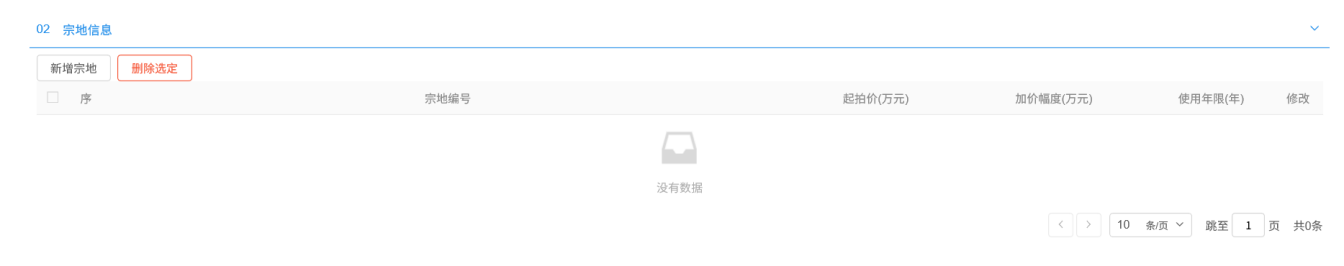 02 宗地信息
新增宗地 删除选定
序 宗地编号 起拍价(万元) 加价幅度(万元) 使用年限(年) 修改
没有数据
10 条/页 跳至 1 页 共0条